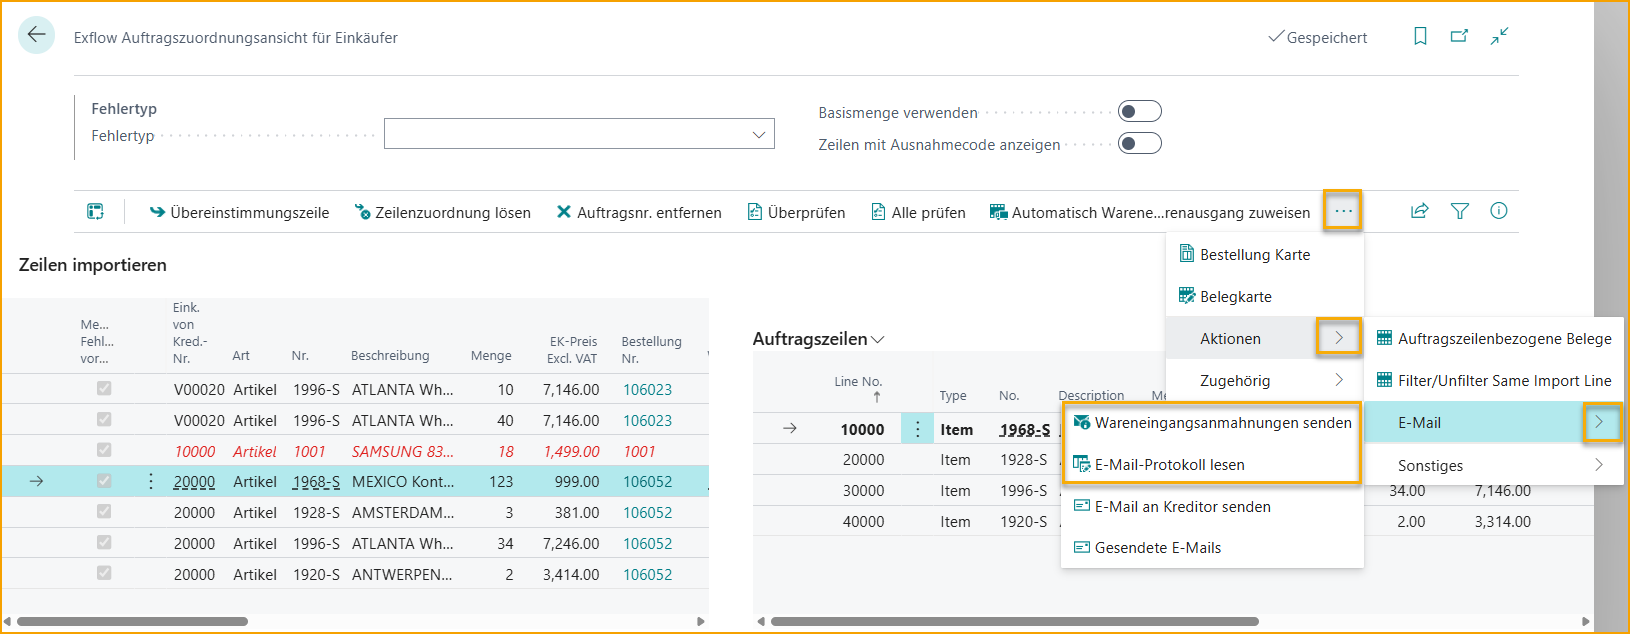 Exflow Auftragszuordnungsansicht für Einkäufer
Gespeichert
Fehlertyp
Fehlertyp
Basismenge verwenden
Zeilen mit Ausnahmecode anzeigen
Übereinstimmungszeile Zeilenzuordnung lösen Auftragsnr. entfernen Überprüfen Alle prüfen Automatisch Warene...renausgang zuweisen
Bestellung Karte
Belegkarte
Aktionen
Zugehörig
Auftragszeilenbezogene Belege
Filter/Unfilter Same Import Line
E-Mail
Sonstiges
Wareneingangsanmahnungen senden
E-Mail-Protokoll lesen
E-Mail an Kreditor senden
Gesendete E-Mails
Zeilen importieren
Me...
Fehl...
vor...
Eink.
von
Kred.-
Nr.
Art
Nr.
Beschreibung
Menge
EK-Preis
Excl. VAT
Bestellung
Nr.
V00020 Artikel 1996-S ATLANTA Wh... 10 7,146.00 106023
V00020 Artikel 1996-S ATLANTA Wh... 40 7,146.00 106023
10000 Artikel 1001 SAMSUNG 83... 18 1,499.00 1001
20000 Artikel 1968-S MEXICO Kont... 123 999.00 106052
20000 Artikel 1928-S AMSTERDAM... 3 381.00 106052
20000 Artikel 1996-S ATLANTA Wh... 34 7,246.00 106052
20000 Artikel 1920-S ANTWERPEN... 2 3,414.00 106052
Auftragszeilen
Line No.
Type
No.
Description
Me
10000 Item 1968-S
20000 Item 1928-S
30000 Item 1996-S 34.00 7,146.00
40000 Item 1920-S 2.00 3,314.00